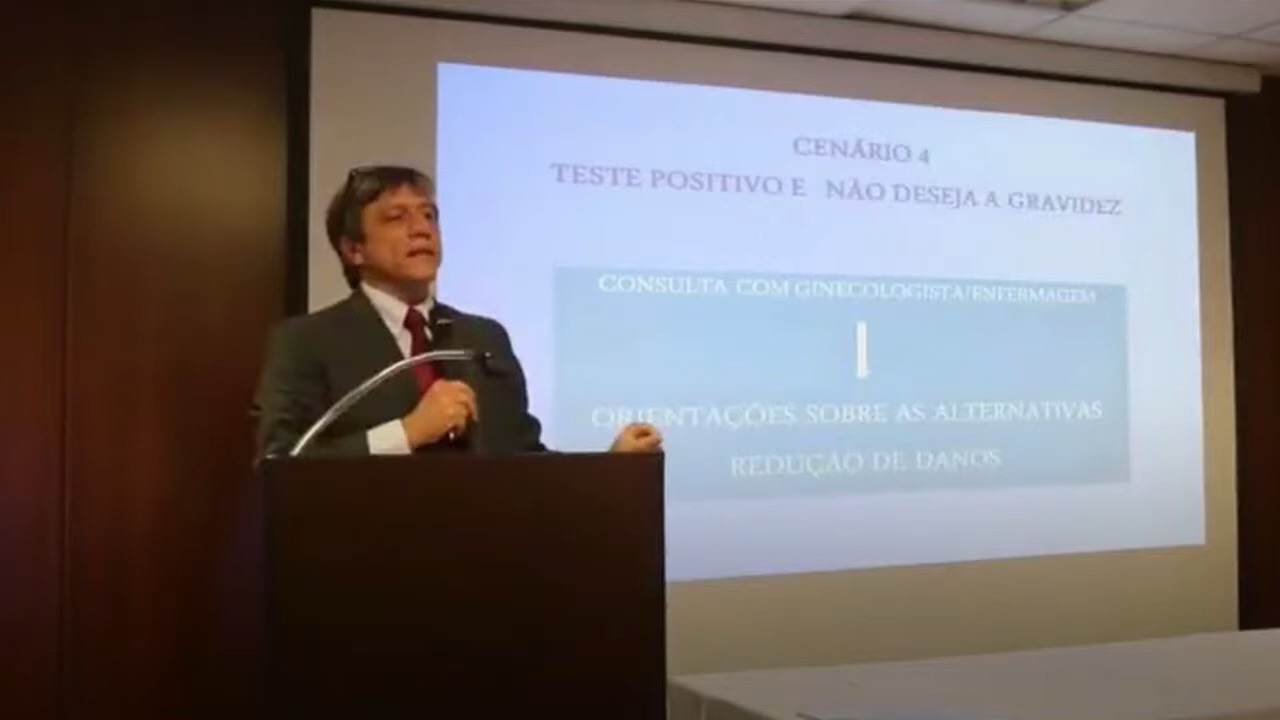 CENÁRIO 4
TESTE POSITIVO E NÃO DESEJA A GRAVIDEZ
CONSULTA COM GINECOLOGISTA/ENFERMAGEM
ORIENTAÇÕES SOBRE AS ALTERNATIVAS
REDUÇÃO DE DANOS